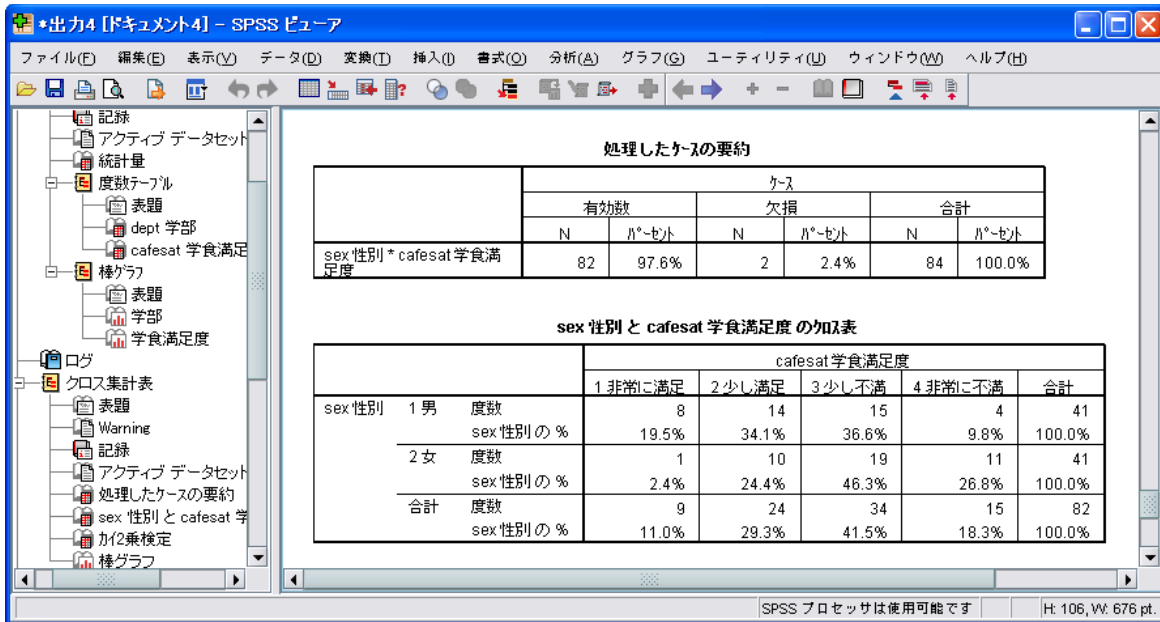 *出力4 [ドキュメント4] - SPSS ビューア
ファイル(F) 編集(E) 表示(V) データ(D) 変換(T) 挿入(I) 書式(O) 分析(A) グラフ(G) ユーティリティ(U) ウィンドウ(W) ヘルプ(H)
記録
アクティブ データセット
統計量
度数テーブル
表題
dept 学部
cafesat 学食満足
棒グラフ
表題
学部
学食満足度
ログ
クロス集計表
表題
Warning
記録
アクティブ データセット
処理したケースの要約
sex 性別 と cafesat 学
カイ2乗検定
棒グラフ
処理したケースの要約
ケース
有効数 欠損 合計
N パーセント N パーセント N パーセント
sex 性別 * cafesat 学食満
足度 82 97.6% 2 2.4% 84 100.0%
sex 性別 と cafesat 学食満足度 のクロス表
cafesat 学食満足度
1 非常に満足 2 少し満足 3 少し不満 4 非常に不満 合計
sex 性別 1 男 度数 8 14 15 4 41
sex 性別 の % 19.5% 34.1% 36.6% 9.8% 100.0%
2 女 度数 1 10 19 11 41
sex 性別 の % 2.4% 24.4% 46.3% 26.8% 100.0%
合計 度数 9 24 34 15 82
sex 性別 の % 11.0% 29.3% 41.5% 18.3% 100.0%
SPSS プロセッサは使用可能です H: 106, W: 676 pt.